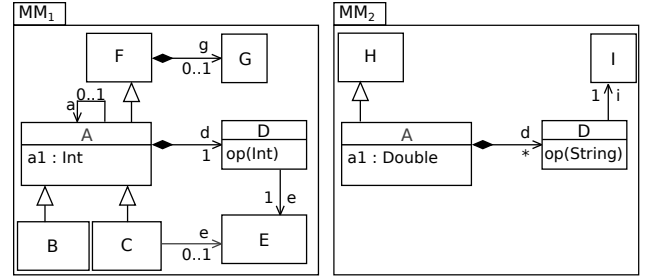 MM1
F
g
0..1
G
0..1
a
A
a1 : Int
d
1
D
op(Int)
1
e
B
C
e
0..1
E
MM2
H
I
1
i
A
a1 : Double
d
*
D
op(String)